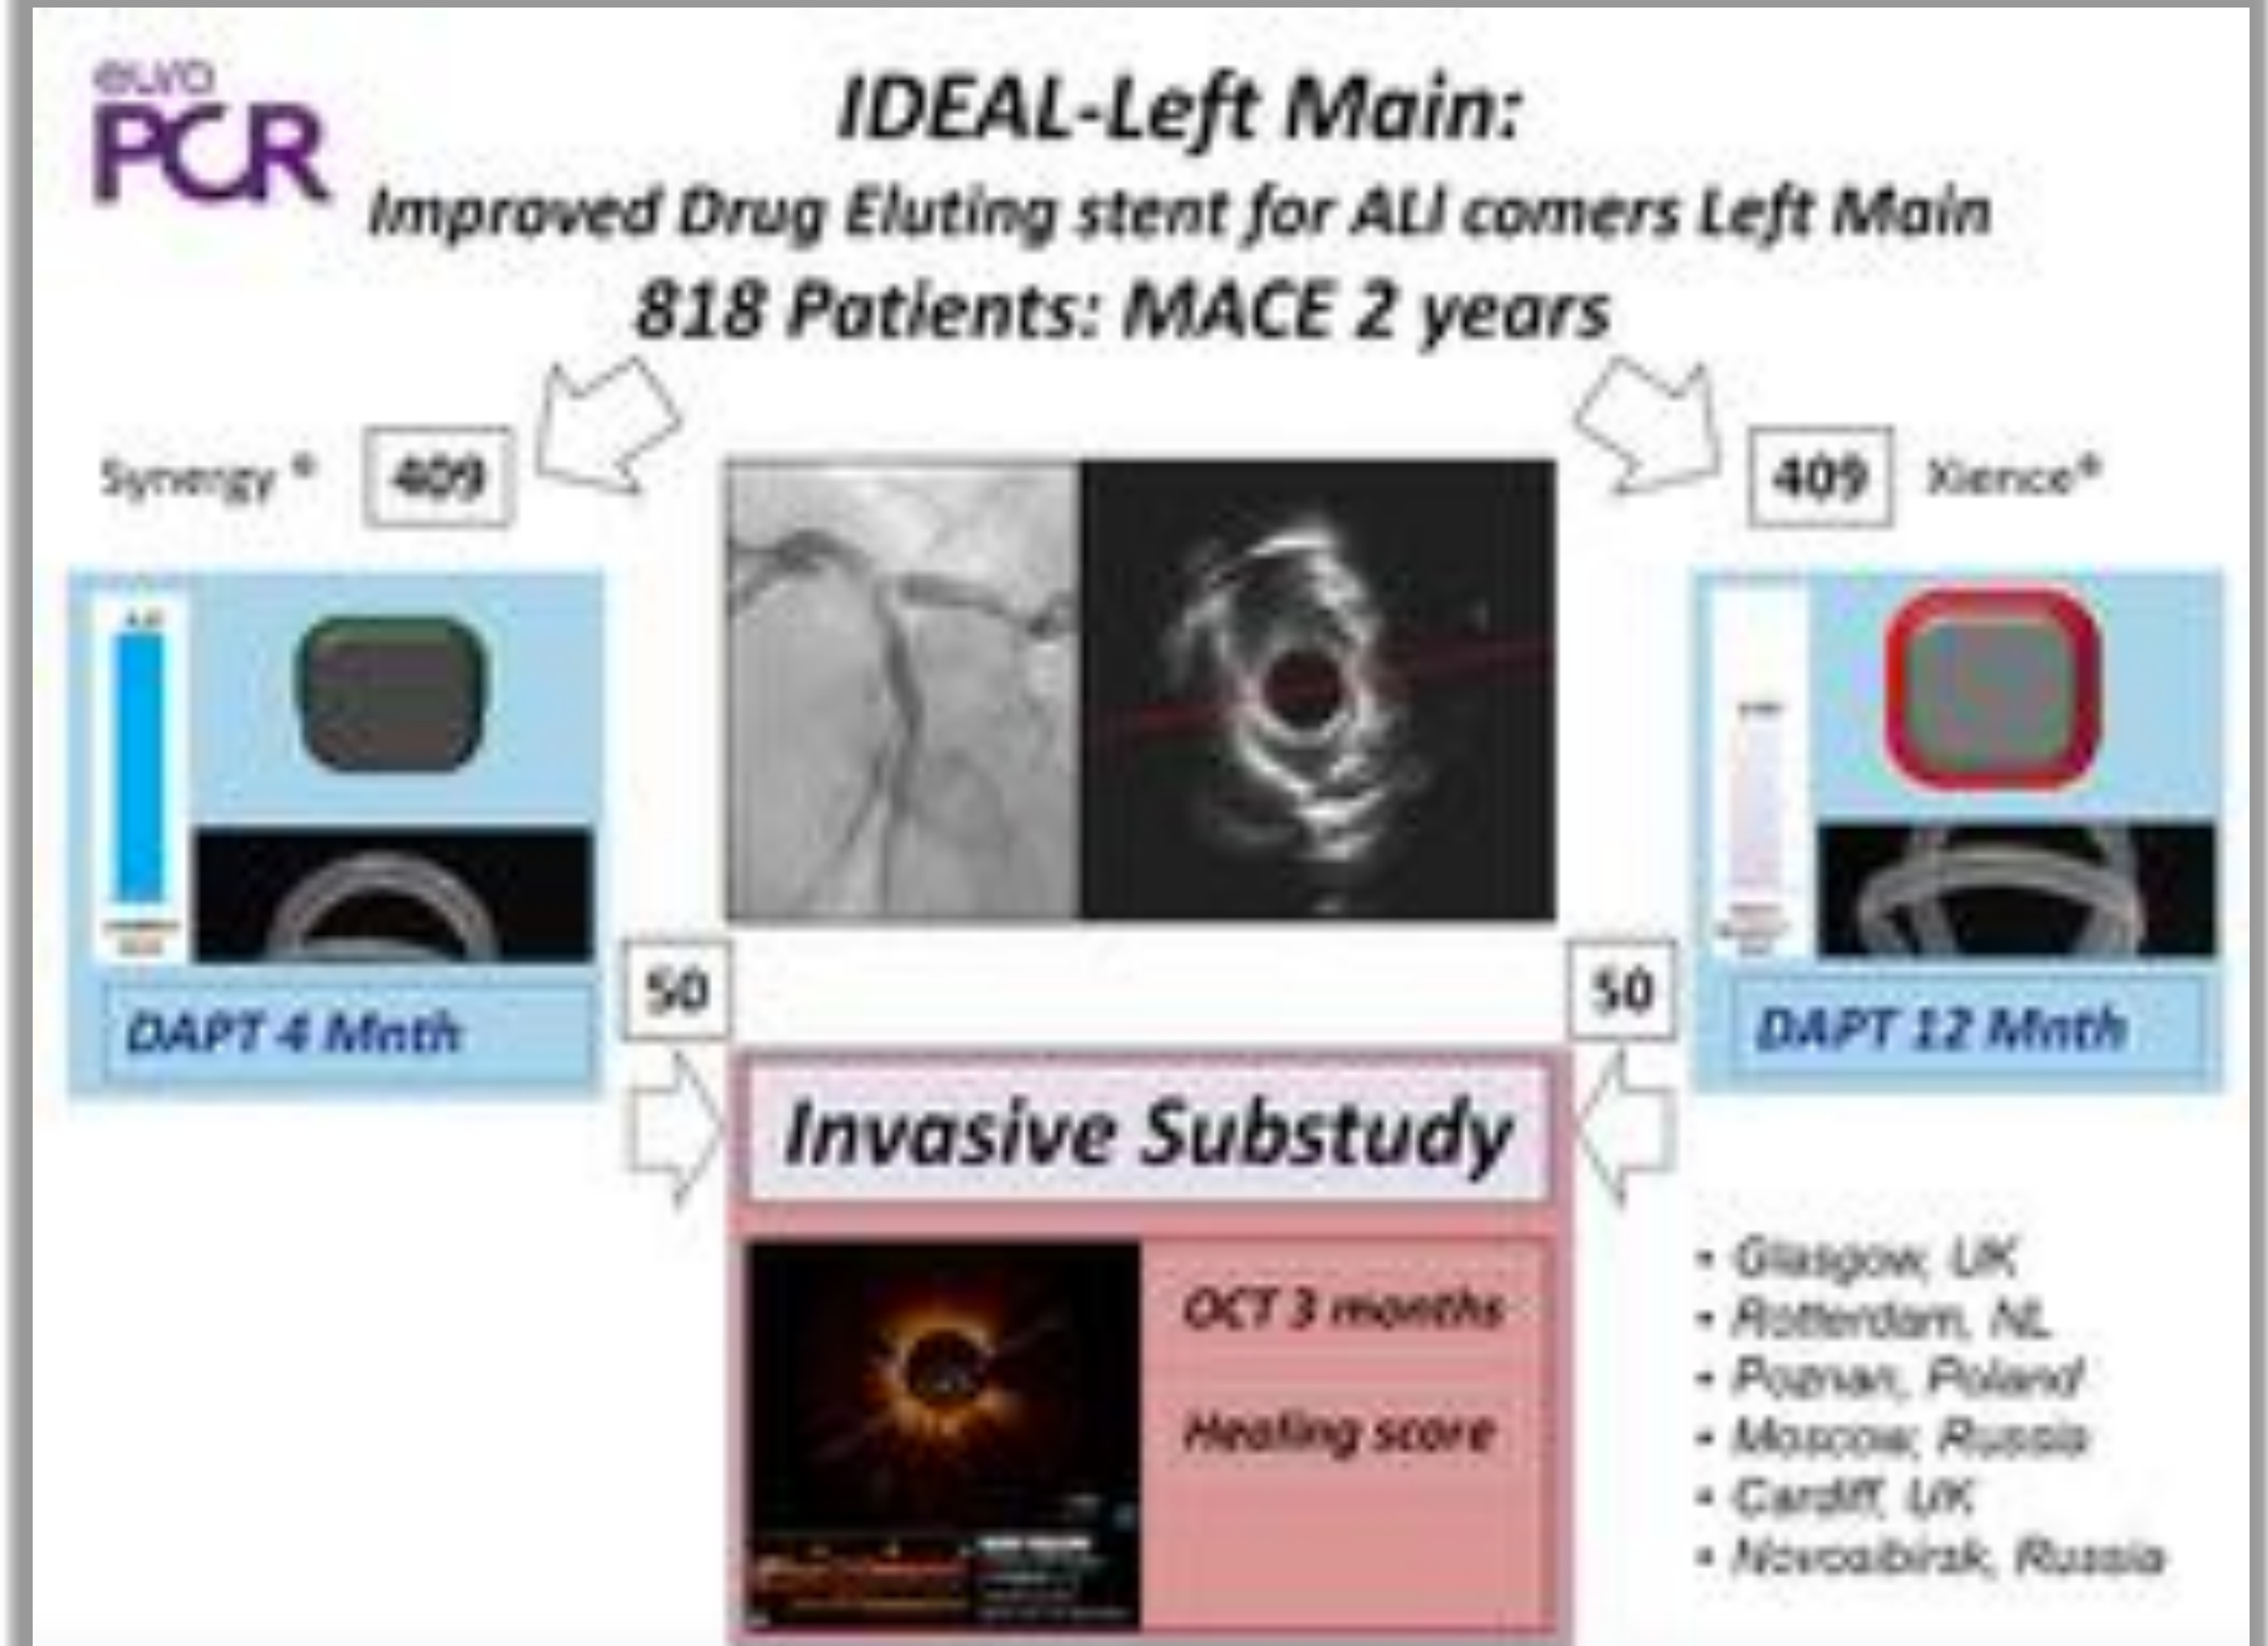 euro
PCR
IDEAL-Left Main:
Improved Drug Eluting stent for ALl comers Left Main
818 Patients: MACE 2 years
Synergy ®
409
409
Xience®
DAPT 4 Mnth
50
50
DAPT 12 Mnth
Invasive Substudy
OCT 3 months
Healing score
• Glasgow, UK
• Rotterdam, NL
• Poznan, Poland
• Moscow, Russia
• Cardiff, UK
• Novosibirsk, Russia